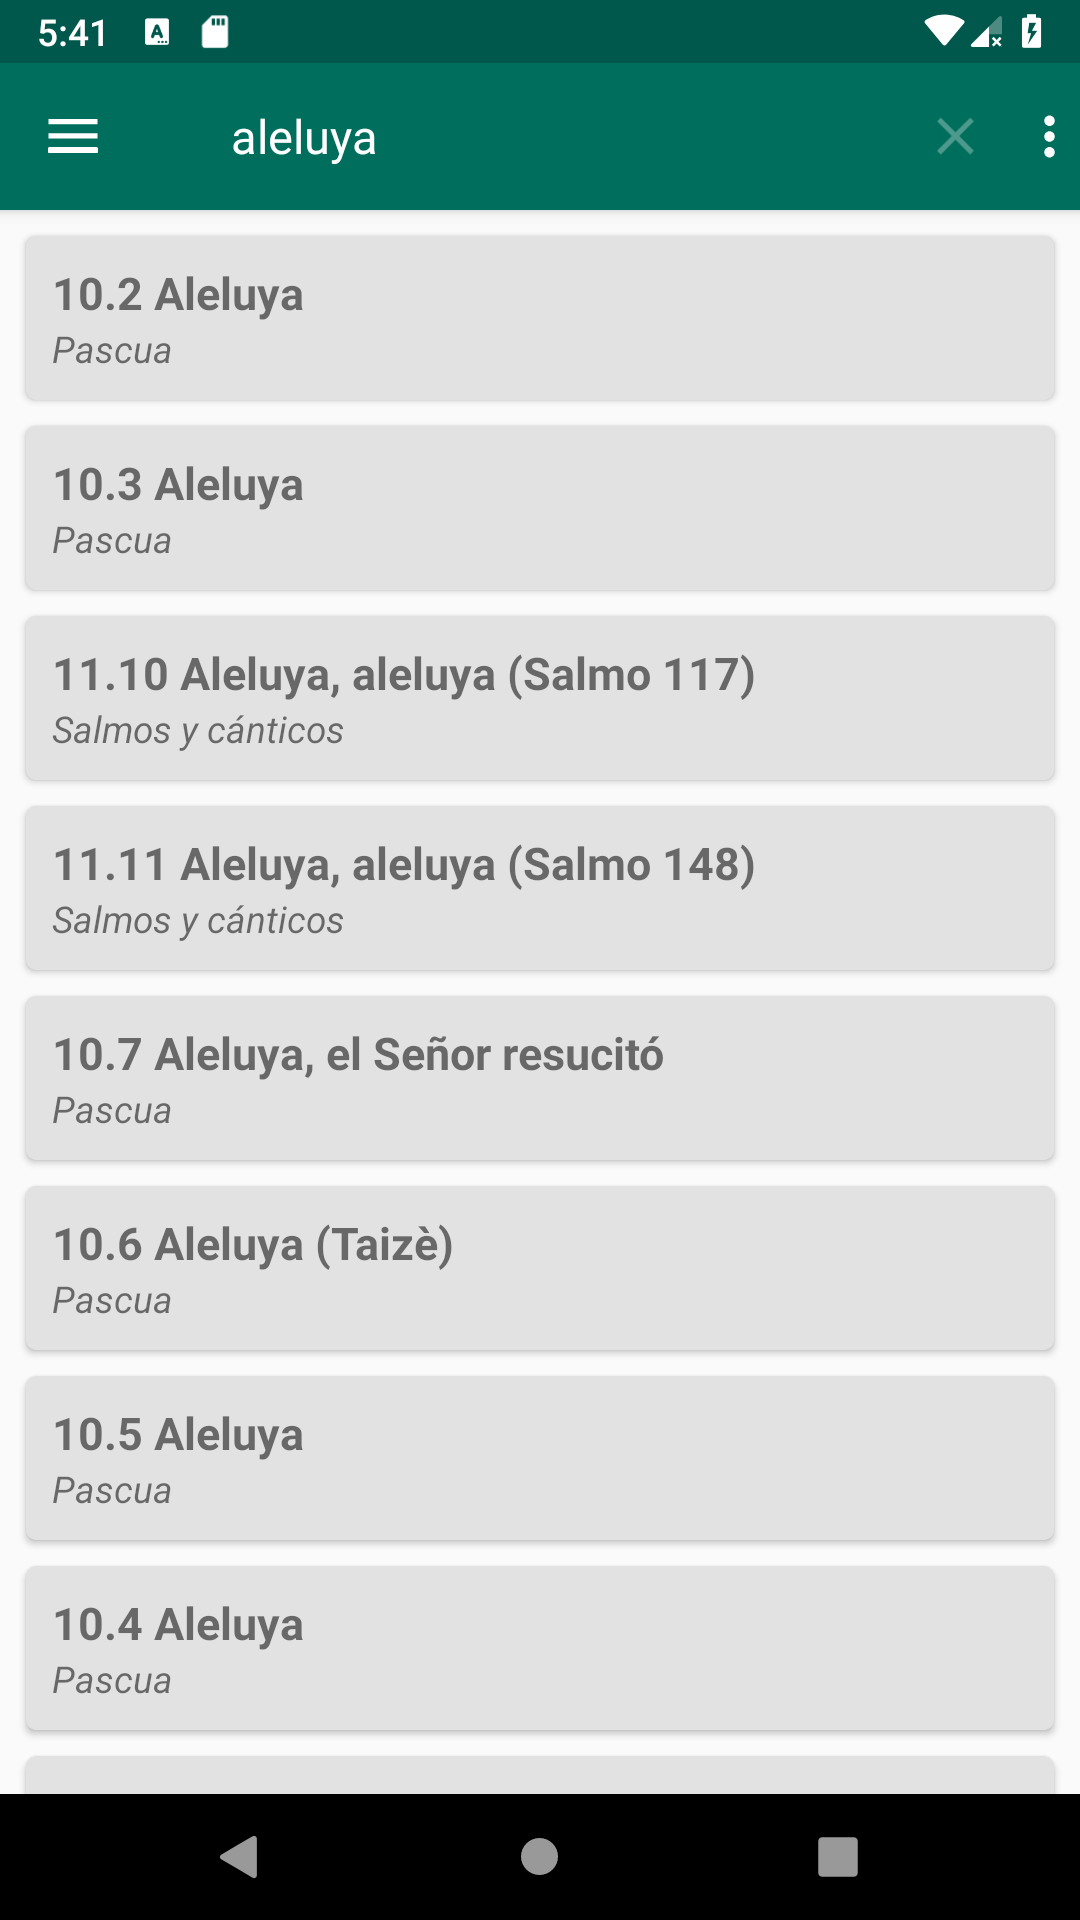 5:41
aleluya
10.2 Aleluya
Pascua
10.3 Aleluya
Pascua
11.10 Aleluya, aleluya (Salmo 117)
Salmos y cánticos
11.11 Aleluya, aleluya (Salmo 148)
Salmos y cánticos
10.7 Aleluya, el Señor resucitó
Pascua
10.6 Aleluya (Taizè)
Pascua
10.5 Aleluya
Pascua
10.4 Aleluya
Pascua